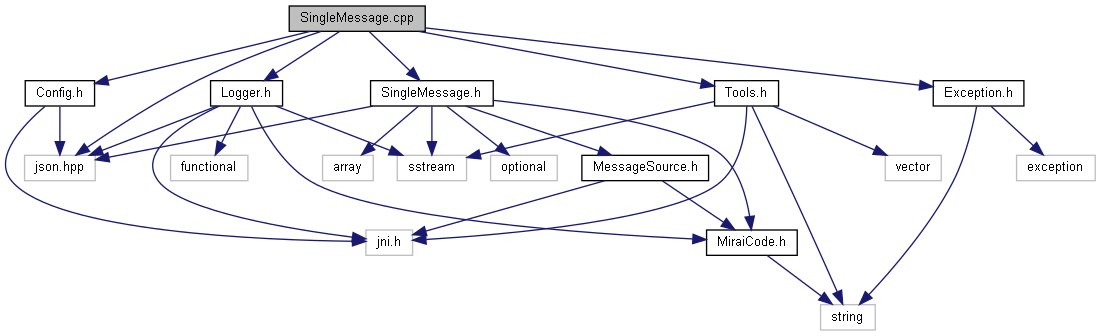 SingleMessage.cpp
Config.h
Logger.h
SingleMessage.h
Tools.h
Exception.h
json.hpp
functional
array
sstream
optional
MessageSource.h
vector
exception
jni.h
MiraiCode.h
string